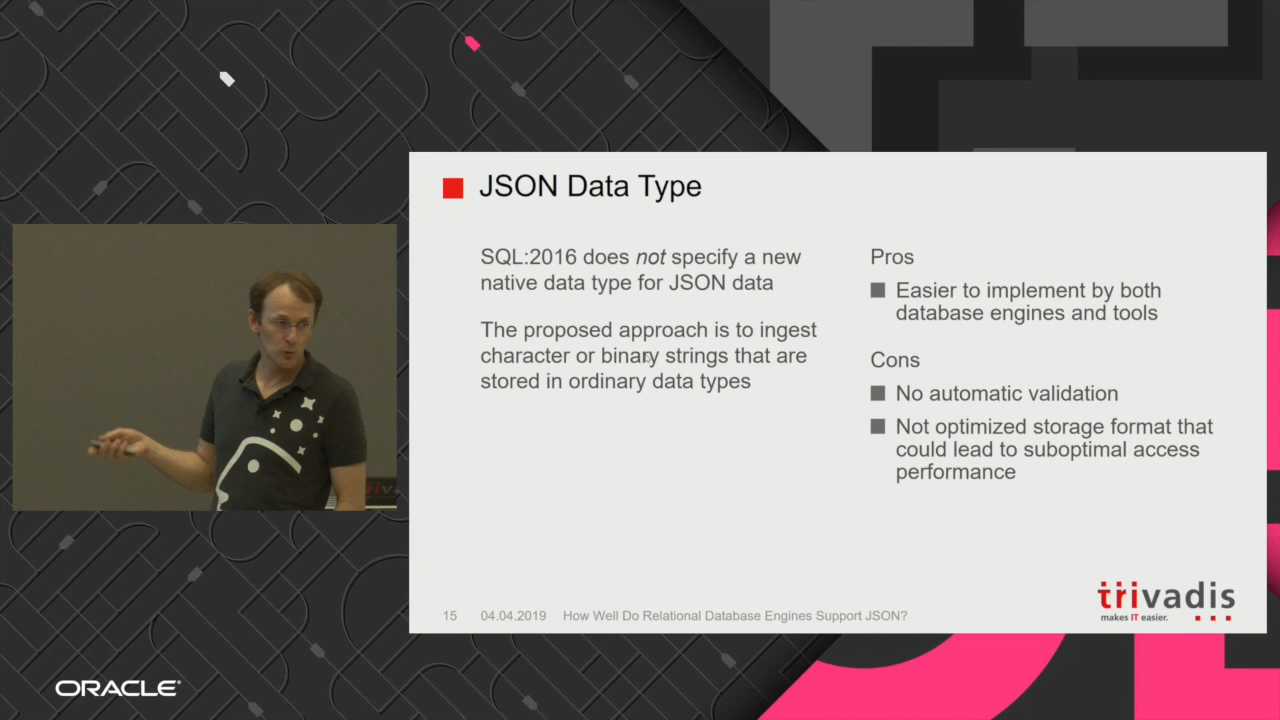 JSON Data Type
SQL:2016 does not specify a new
native data type for JSON data
The proposed approach is to ingest
character or binary strings that are
stored in ordinary data types
Pros
Easier to implement by both
database engines and tools
Cons
No automatic validation
Not optimized storage format that
could lead to suboptimal access
performance
15 04.04.2019 How Well Do Relational Database Engines Support JSON?
trivadis
makes IT easier.
ORACLE